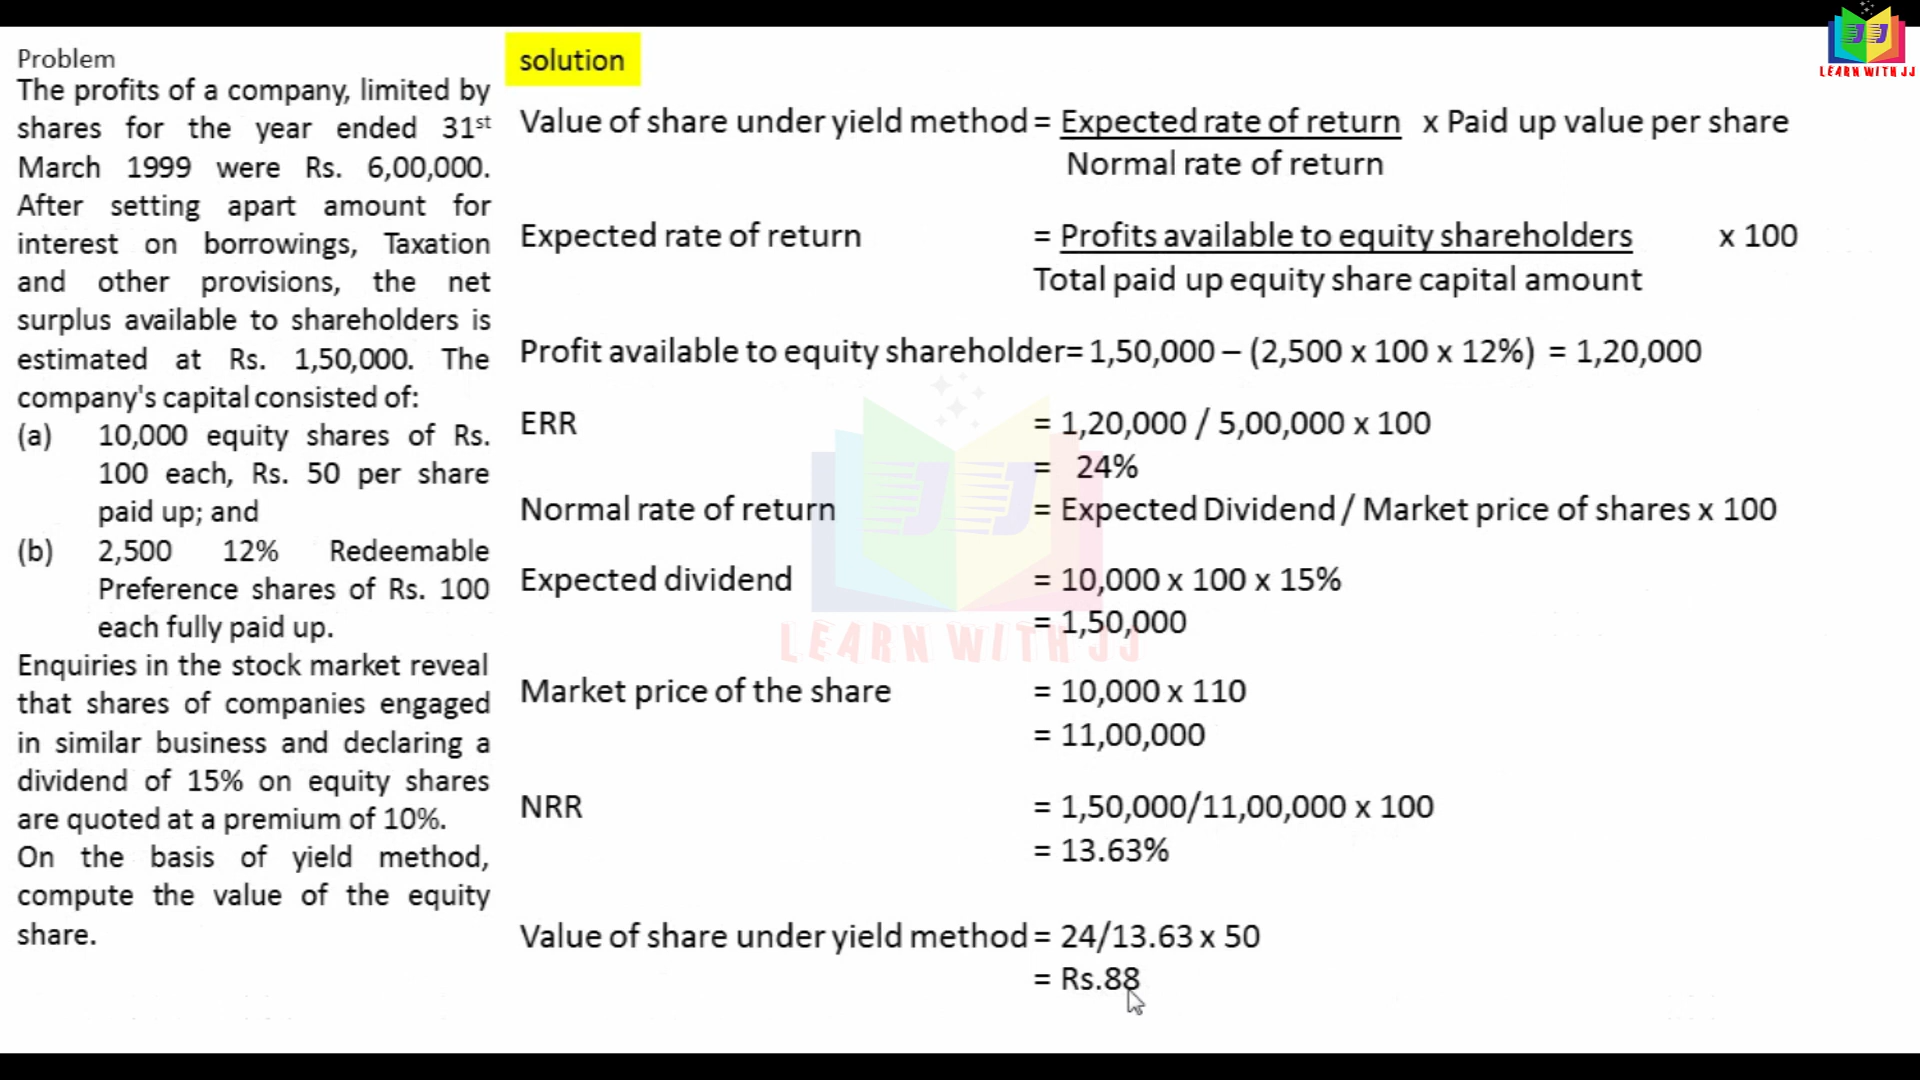 Problem
The profits of a company, limited by
shares for the year ended 31st
March 1999 were Rs. 6,00,000.
After setting apart amount for
interest on borrowings, Taxation
and other provisions, the net
surplus available to shareholders is
estimated at Rs. 1,50,000. The
company's capital consisted of:
(a) 10,000 equity shares of Rs.
100 each, Rs. 50 per share
paid up; and
(b) 2,500 12% Redeemable
Preference shares of Rs. 100
each fully paid up.
Enquiries in the stock market reveal
that shares of companies engaged
in similar business and declaring a
dividend of 15% on equity shares
are quoted at a premium of 10%.
On the basis of yield method,
compute the value of the equity
share.
solution
Value of share under yield method = Expected rate of return x Paid up value per share
Normal rate of return
Expected rate of return = Profits available to equity shareholders x 100
Total paid up equity share capital amount
Profit available to equity shareholder= 1,50,000 – (2,500 x 100 x 12%) = 1,20,000
ERR = 1,20,000 / 5,00,000 x 100
= 24%
Normal rate of return = Expected Dividend / Market price of shares x 100
Expected dividend = 10,000 x 100 x 15%
= 1,50,000
Market price of the share = 10,000 x 110
= 11,00,000
NRR = 1,50,000/11,00,000 x 100
= 13.63%
Value of share under yield method = 24/13.63 x 50
= Rs.88
JJ
LEARN WITH JJ
JJ
LEARN WITH JJ